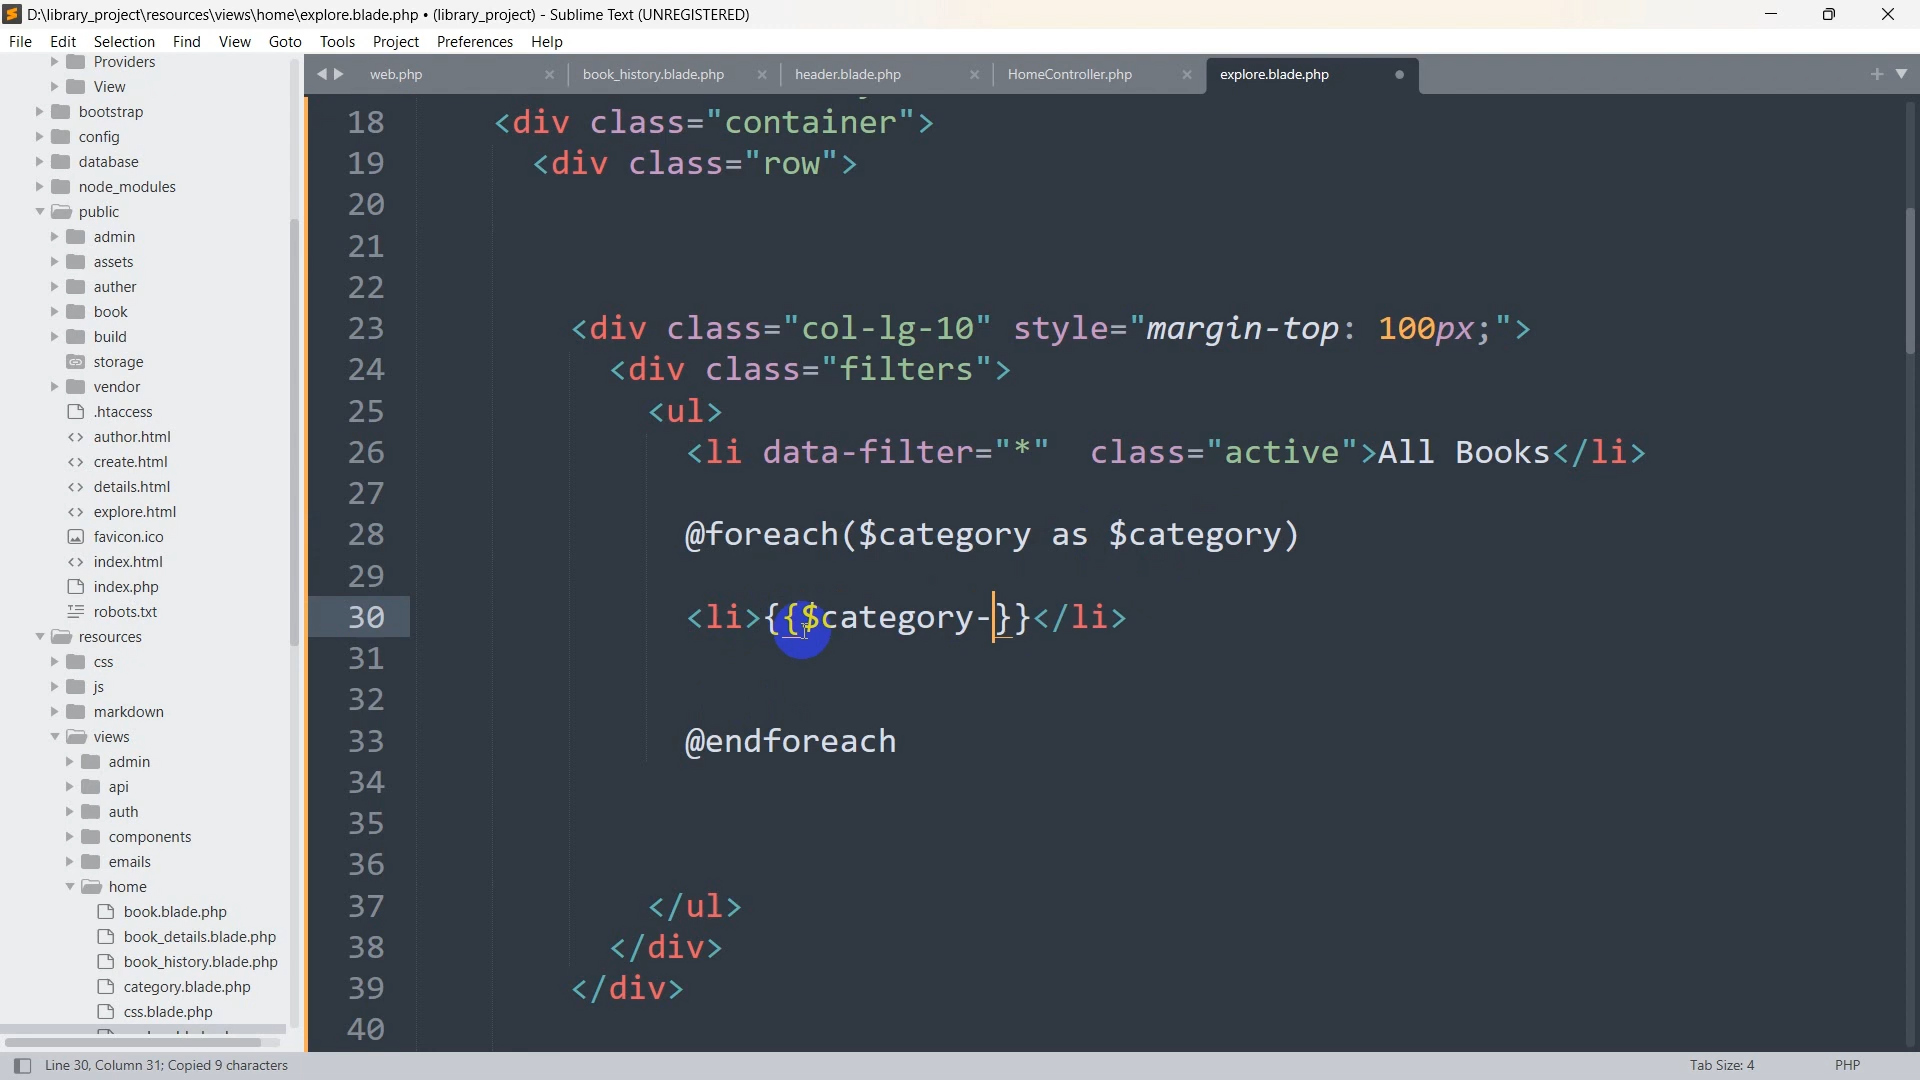 D:\library_project\resources\views\home\explore.blade.php • (library_project) - Sublime Text (UNREGISTERED)
File Edit Selection Find View Goto Tools Project Preferences Help
web.php book_history.blade.php header.blade.php HomeController.php explore.blade.php
Providers
View
bootstrap
config
database
node_modules
public
admin
assets
auther
book
build
storage
vendor
.htaccess
author.html
create.html
details.html
explore.html
favicon.ico
index.html
index.php
robots.txt
resources
css
js
markdown
views
admin
api
auth
components
emails
home
book.blade.php
book_details.blade.php
book_history.blade.php
category.blade.php
css.blade.php
18 <div class="container">
19 <div class="row">
20
21
22
23 <div class="col-lg-10" style="margin-top: 100px;">
24 <div class="filters">
25 <ul>
26 <li data-filter="*"  class="active">All Books</li>
27
28 @foreach($category as $category)
29
30 <li>{{$category-}}</li>
31
32
33 @endforeach
34
35
36
37 </ul>
38 </div>
39 </div>
40
Line 30, Column 31; Copied 9 characters Tab Size: 4 PHP